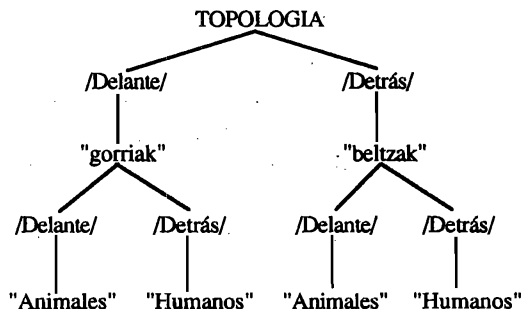 TOPOLOGIA
/Delante/ /Detrás/
"gorriak" "beltzak"
/Delante/ /Detrás/ /Delante/ /Detrás/
"Animales" "Humanos" "Animales" "Humanos"